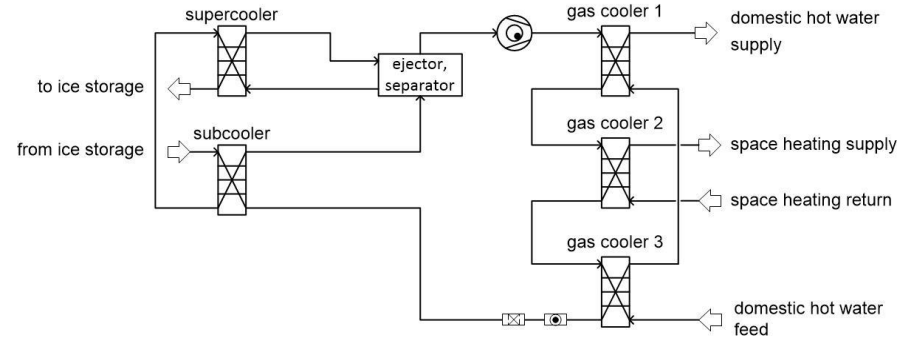 supercooler
gas cooler 1
domestic hot water
supply
ejector,
separator
to ice storage
subcooler
gas cooler 2
from ice storage
space heating supply
space heating return
gas cooler 3
domestic hot water
feed